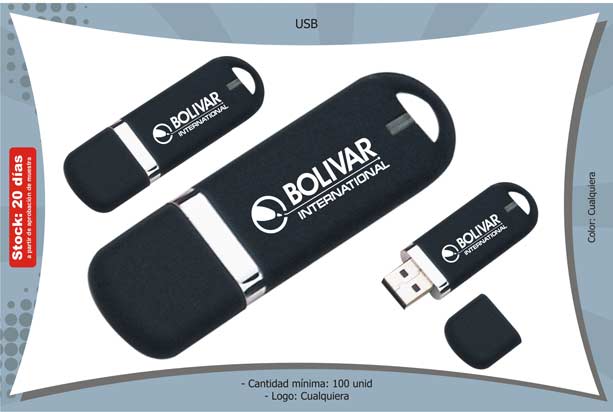 USB
BOLIVAR
INTERNATIONAL
BOLIVAR
INTERNATIONAL
BOLIVAR
INTERNATIONAL
Stock: 20 días
a partir de aprobación de muestra
Color: Cualquiera
- Cantidad mínima: 100 unid
- Logo: Cualquiera